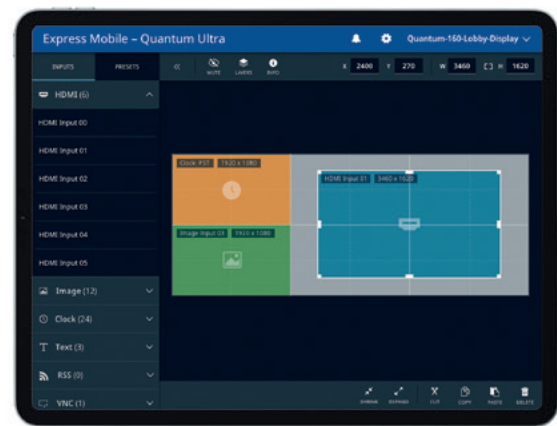 Express Mobile – Quantum Ultra
Quantum-160-Lobby-Display
INPUTS
PRESETS
MUTE
LAYERS
INFO
X 2400 Y 270 W 3460 H 1620
HDMI (6)
HDMI Input 00
HDMI Input 01
HDMI Input 02
HDMI Input 03
HDMI Input 04
HDMI Input 05
Image (12)
Clock (24)
Text (3)
RSS (0)
VNC (1)
Clock: PST 1920 x 1080
HDMI Input 01 3460 x 1620
Image Input 03 1920 x 1080
SHRINK
EXPAND
CUT
COPY
PASTE
DELETE